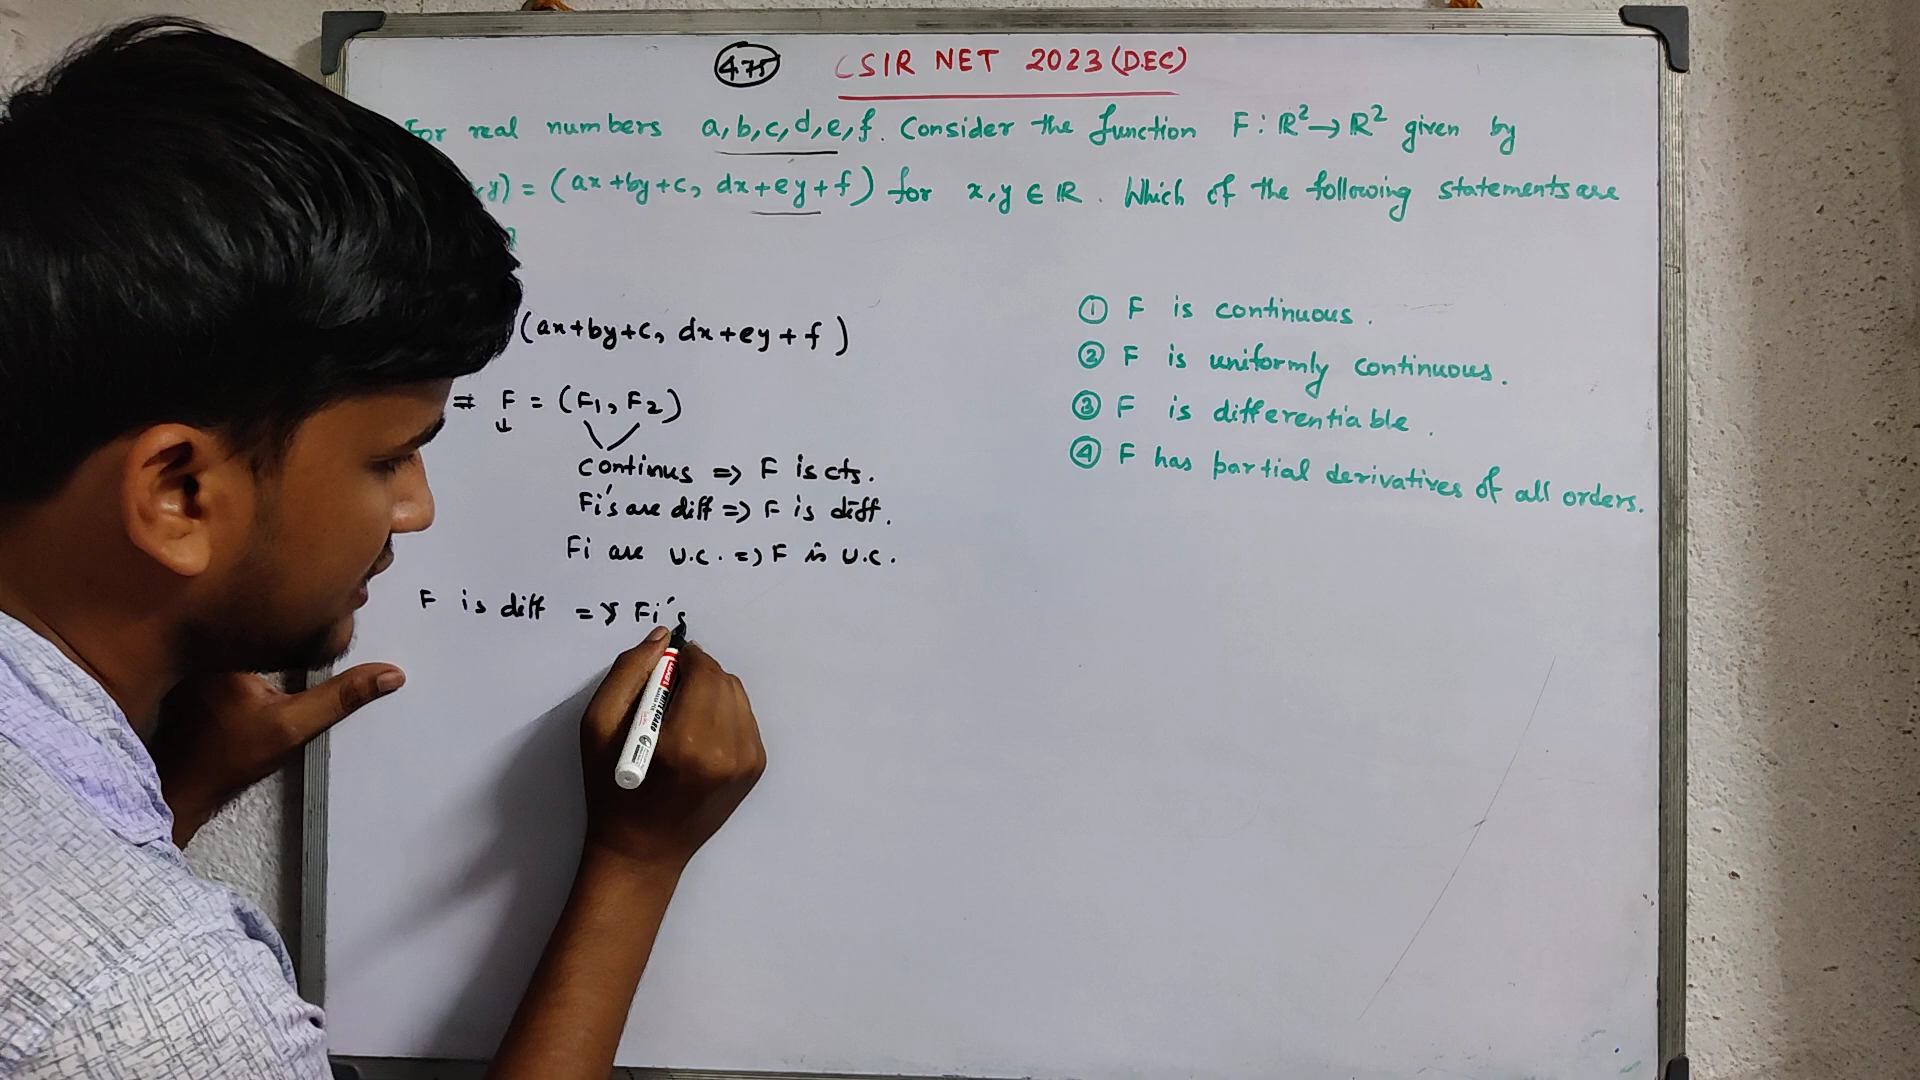 475 CSIR NET 2023 (DEC)
For real numbers a, b, c, d, e, f. Consider the function F : ℝ² → ℝ² given by
y) = (ax+by+c, dx+ey+f) for x, y ∈ ℝ. Which of the following statements are
?
(ax+by+c, dx+ey+f)
F = (F₁, F₂)
↓
continus => F is cts.
Fi's are diff => F is diff.
Fi are U.C. => F is U.C.
F is diff => Fi's
① F is continuous.
② F is uniformly continuous.
③ F is differentiable.
④ F has partial derivatives of all orders.